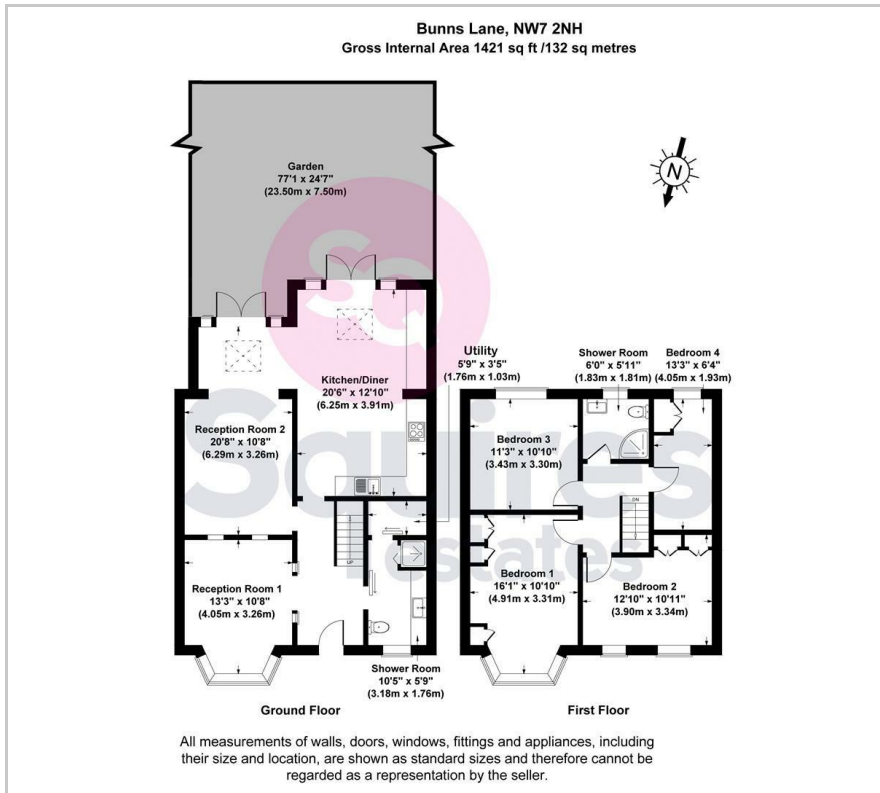 Bunns Lane, NW7 2NH
Gross Internal Area 1421 sq ft /132 sq metres
N
Garden
77'1 x 24'7"
(23.50m x 7.50m)
SQ
Squires
estates
Kitchen/Diner
20'6" x 12'10"
(6.25m x 3.91m)
Reception Room 2
20'8" x 10'8"
(6.29m x 3.26m)
Reception Room 1
13'3" x 10'8"
(4.05m x 3.26m)
UP
Utility
5'9" x 3'5"
(1.76m x 1.03m)
Shower Room
10'5" x 5'9"
(3.18m x 1.76m)
Ground Floor
Shower Room
6'0" x 5'11"
(1.83m x 1.81m)
Bedroom 4
13'3" x 6'4"
(4.05m x 1.93m)
Bedroom 3
11'3" x 10'10"
(3.43m x 3.30m)
DN
Bedroom 1
16'1" x 10'10"
(4.91m x 3.31m)
Bedroom 2
12'10" x 10'11"
(3.90m x 3.34m)
First Floor
All measurements of walls, doors, windows, fittings and appliances, including
their size and location, are shown as standard sizes and therefore cannot be
regarded as a representation by the seller.